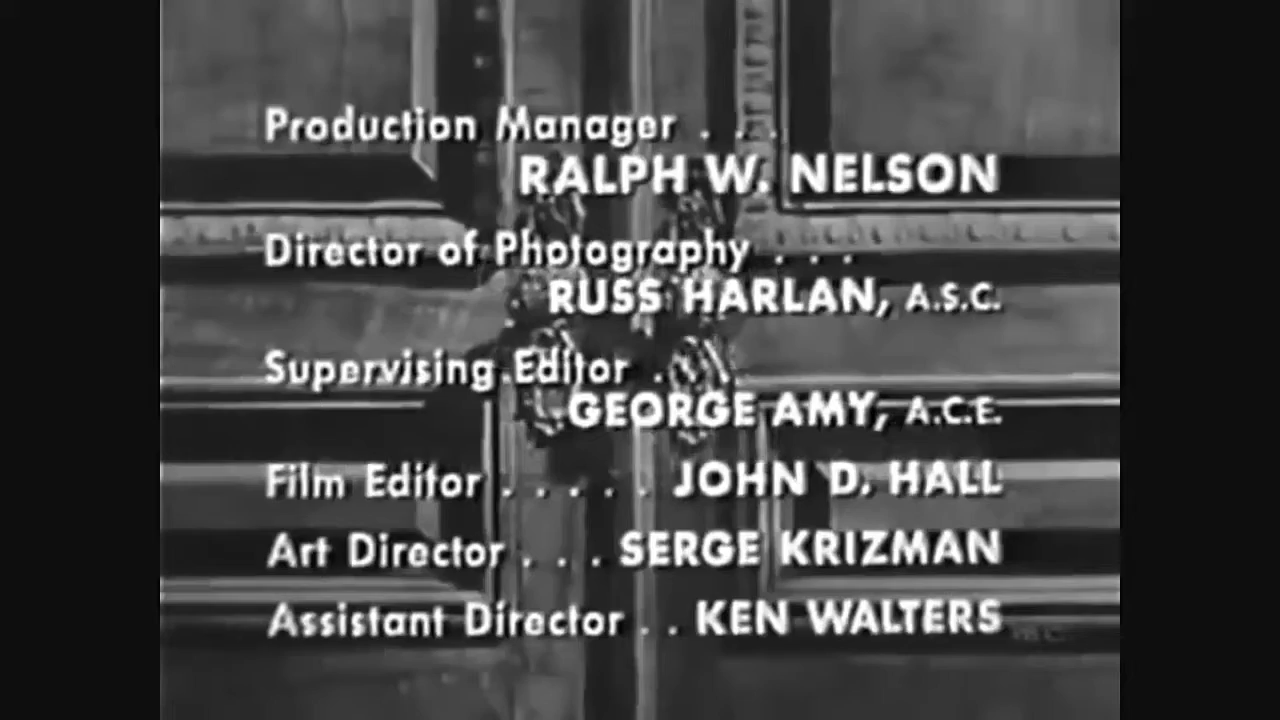 Production Manager . . .
RALPH W. NELSON
Director of Photography . . .
RUSS HARLAN, A.S.C.
Supervising Editor .
GEORGE AMY, A.C.E.
Film Editor . . . . . JOHN D. HALL
Art Director . . . SERGE KRIZMAN
Assistant Director . . KEN WALTERS